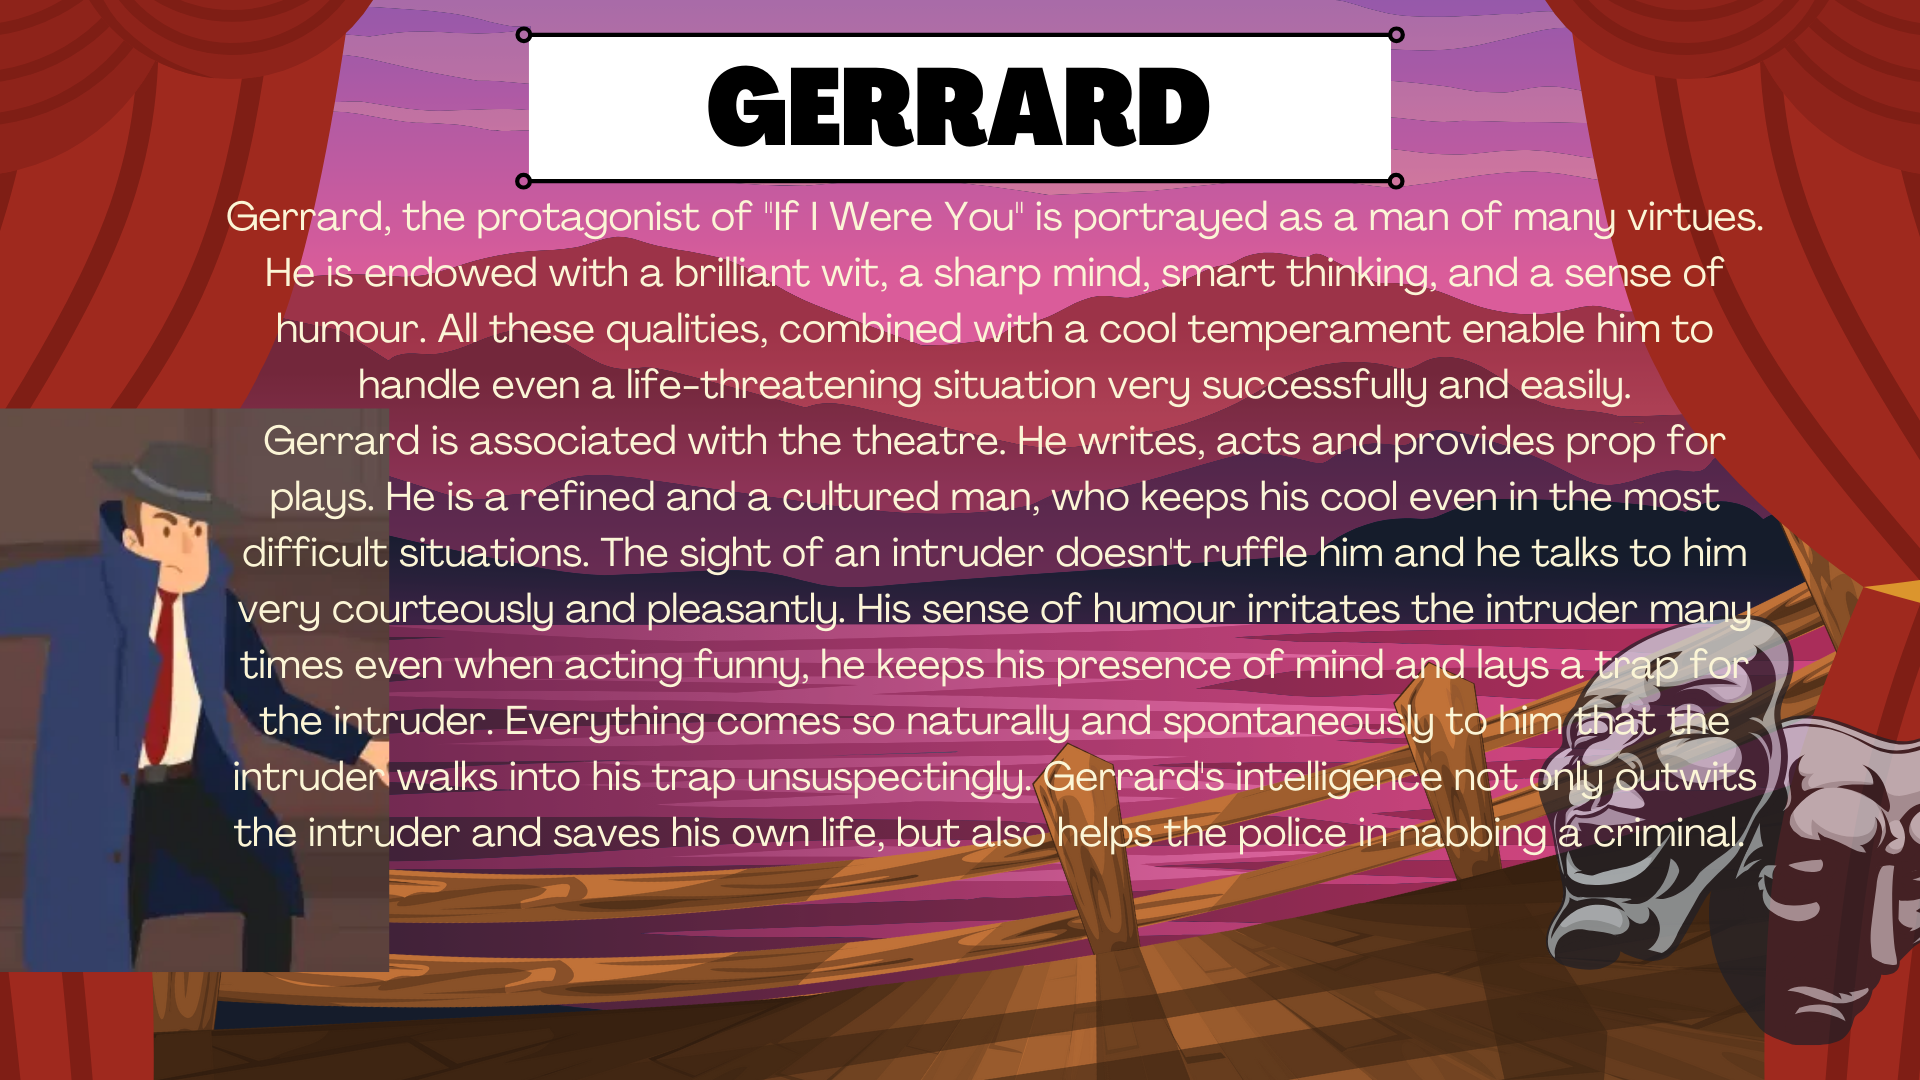 GERRARD
Gerrard, the protagonist of "If I Were You" is portrayed as a man of many virtues.
He is endowed with a brilliant wit, a sharp mind, smart thinking, and a sense of
humour. All these qualities, combined with a cool temperament enable him to
handle even a life-threatening situation very successfully and easily.
Gerrard is associated with the theatre. He writes, acts and provides prop for
plays. He is a refined and a cultured man, who keeps his cool even in the most
difficult situations. The sight of an intruder doesn't ruffle him and he talks to him
very courteously and pleasantly. His sense of humour irritates the intruder many
times even when acting funny, he keeps his presence of mind and lays a trap for
the intruder. Everything comes so naturally and spontaneously to him that the
intruder walks into his trap unsuspectingly. Gerrard's intelligence not only outwits
the intruder and saves his own life, but also helps the police in nabbing a criminal.